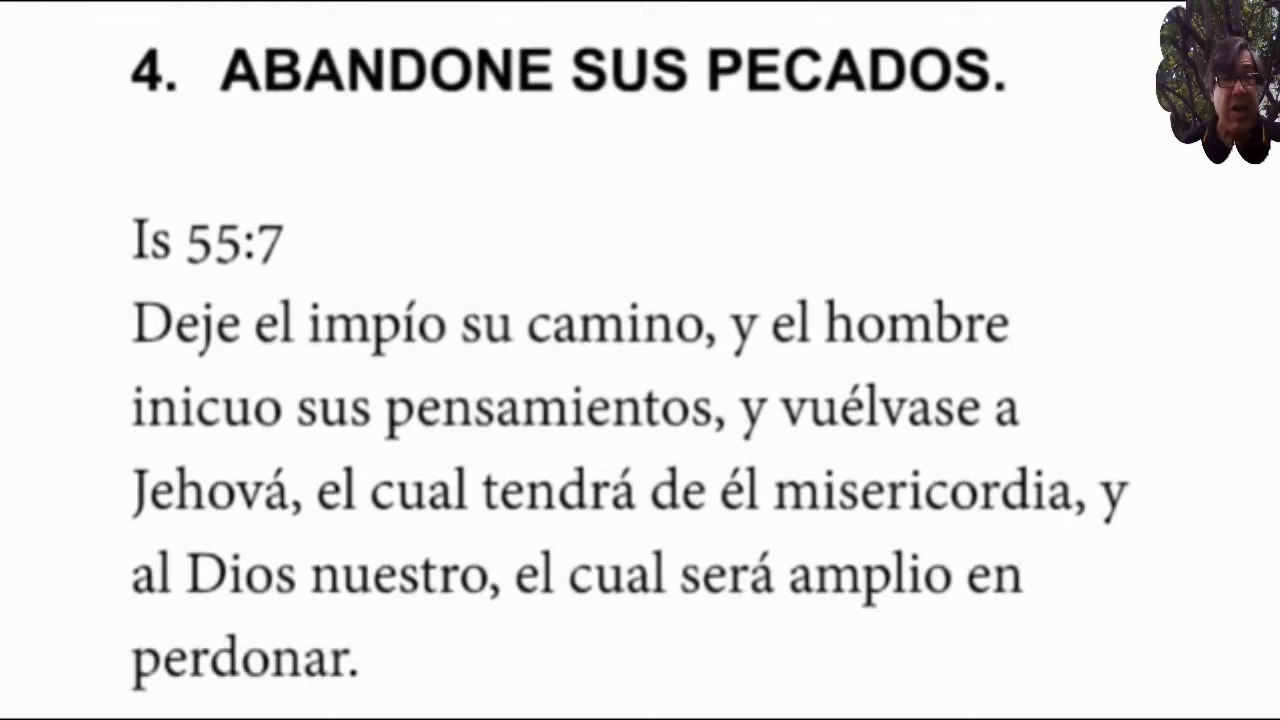 4. ABANDONE SUS PECADOS.
Is 55:7
Deje el impío su camino, y el hombre
inicuo sus pensamientos, y vuélvase a
Jehová, el cual tendrá de él misericordia, y
al Dios nuestro, el cual será amplio en
perdonar.